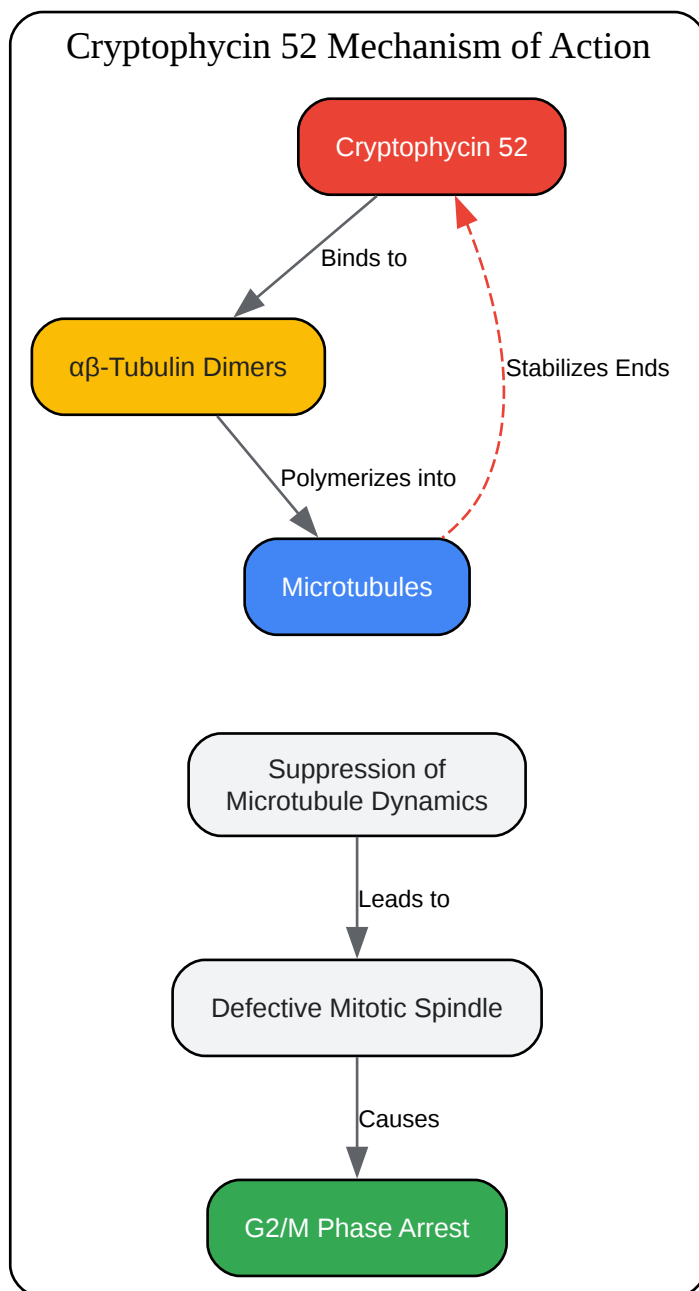 Cryptophycin 52 Mechanism of Action
Cryptophycin 52
Binds to
αβ-Tubulin Dimers
Stabilizes Ends
Polymerizes into
Microtubules
Suppression of
Microtubule Dynamics
Leads to
Defective Mitotic Spindle
Causes
G2/M Phase Arrest